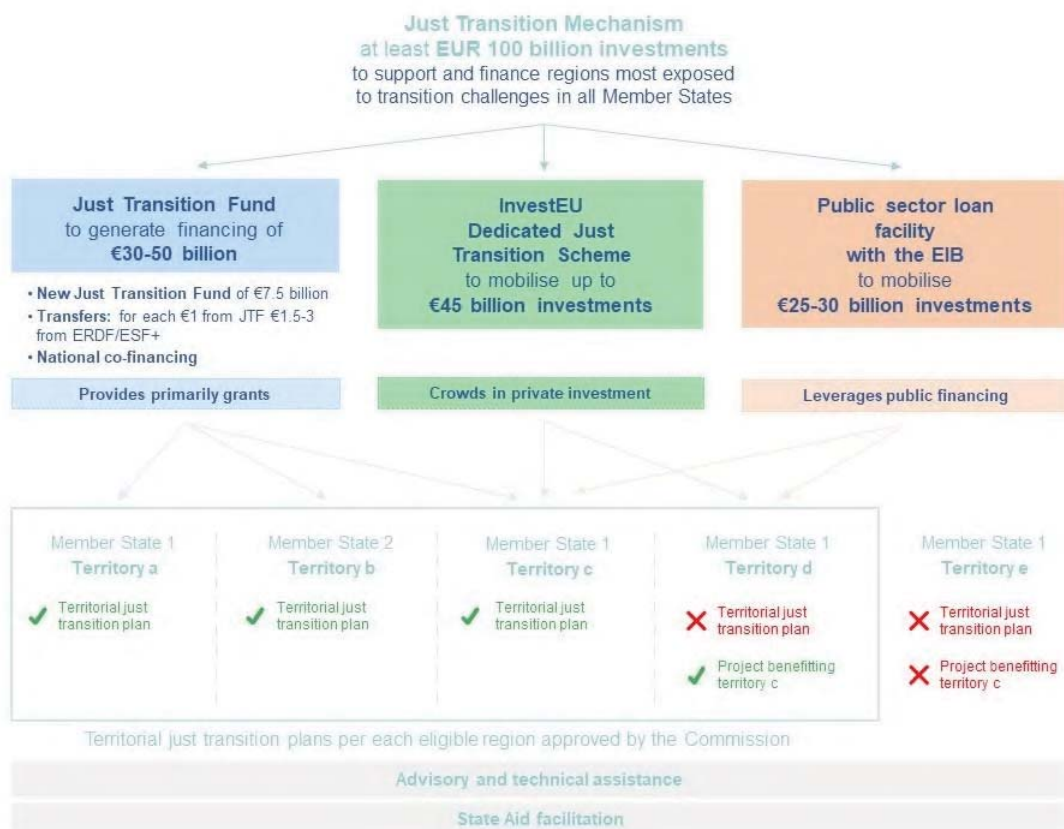 Just Transition Mechanism
at least EUR 100 billion investments
to support and finance regions most exposed
to transition challenges in all Member States
Just Transition Fund
to generate financing of
€30-50 billion
• New Just Transition Fund of €7.5 billion
• Transfers: for each €1 from JTF €1.5-3
from ERDF/ESF+
• National co-financing
Provides primarily grants
InvestEU
Dedicated Just
Transition Scheme
to mobilise up to
€45 billion investments
Crowds in private investment
Public sector loan
facility
with the EIB
to mobilise
€25-30 billion investments
Leverages public financing
Member State 1
Territory a
Territorial just
transition plan
Member State 2
Territory b
Territorial just
transition plan
Member State 1
Territory c
Territorial just
transition plan
Member State 1
Territory d
Territorial just
transition plan
Project benefitting
territory c
Member State 1
Territory e
Territorial just
transition plan
Project benefitting
territory c
Territorial just transition plans per each eligible region approved by the Commission
Advisory and technical assistance
State Aid facilitation